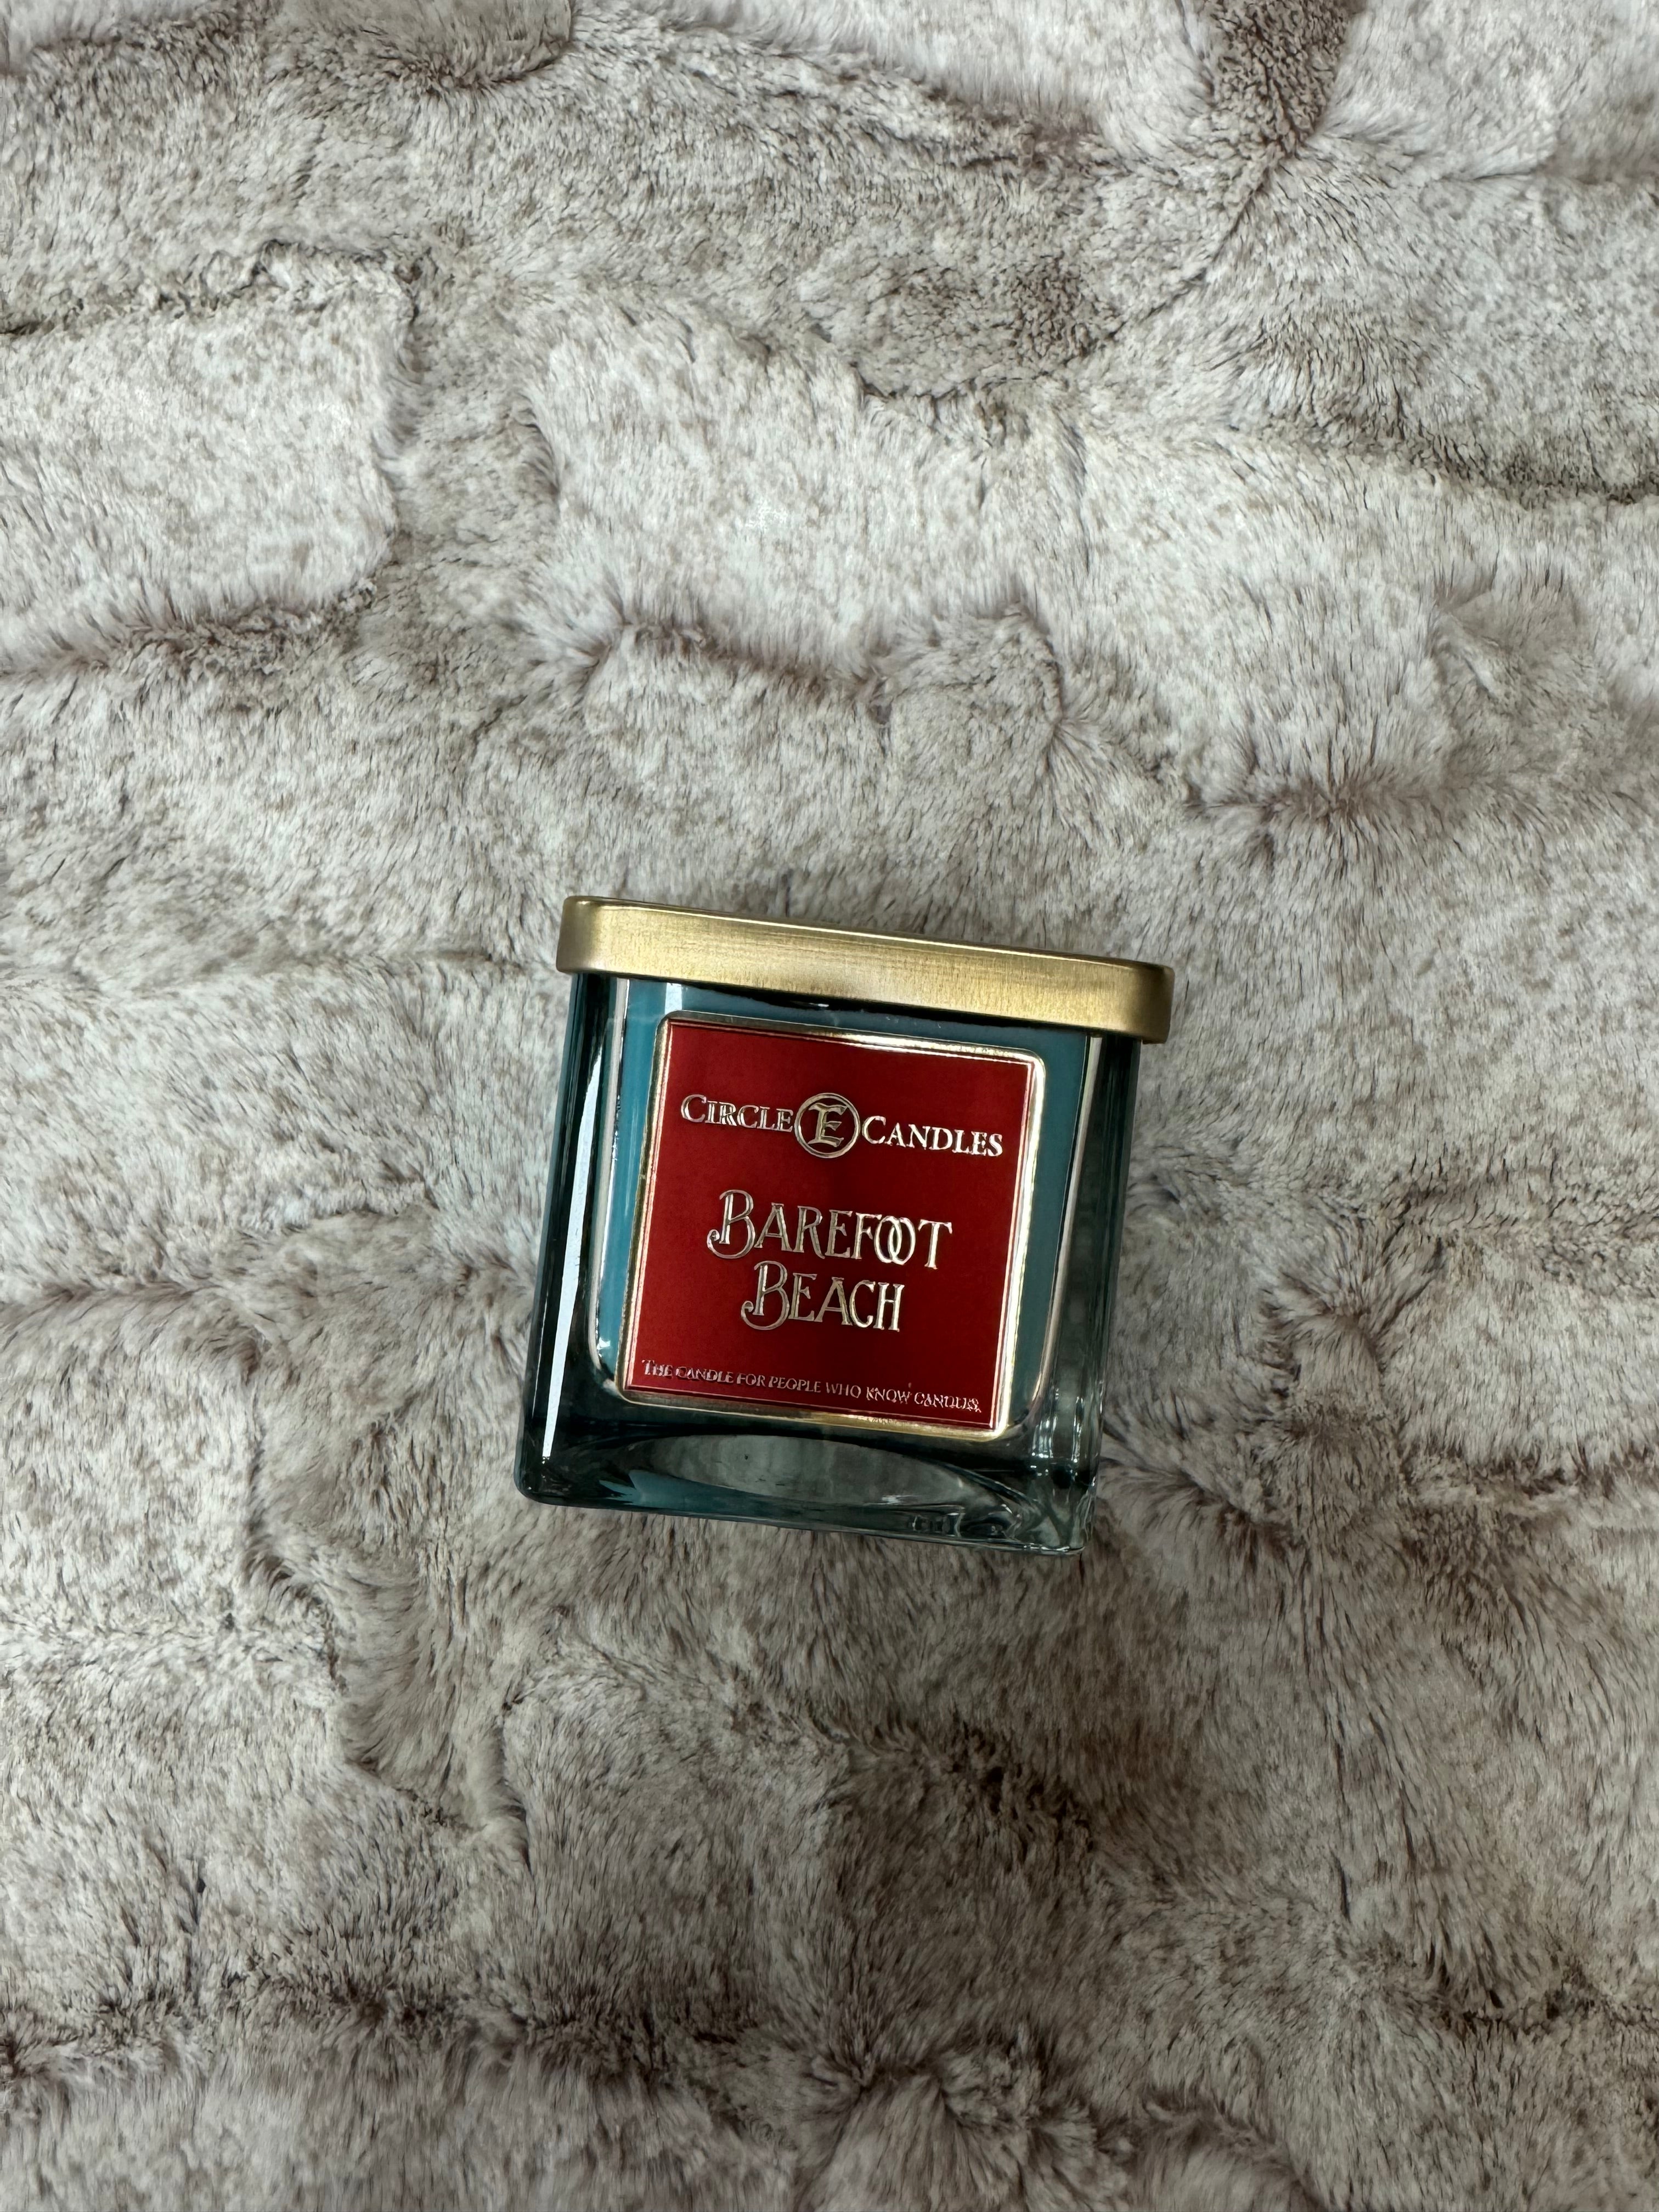 CIRCLE E CANDLES
BAREFOOT
BEACH
THE CANDLE FOR PEOPLE WHO KNOW CANDLES.